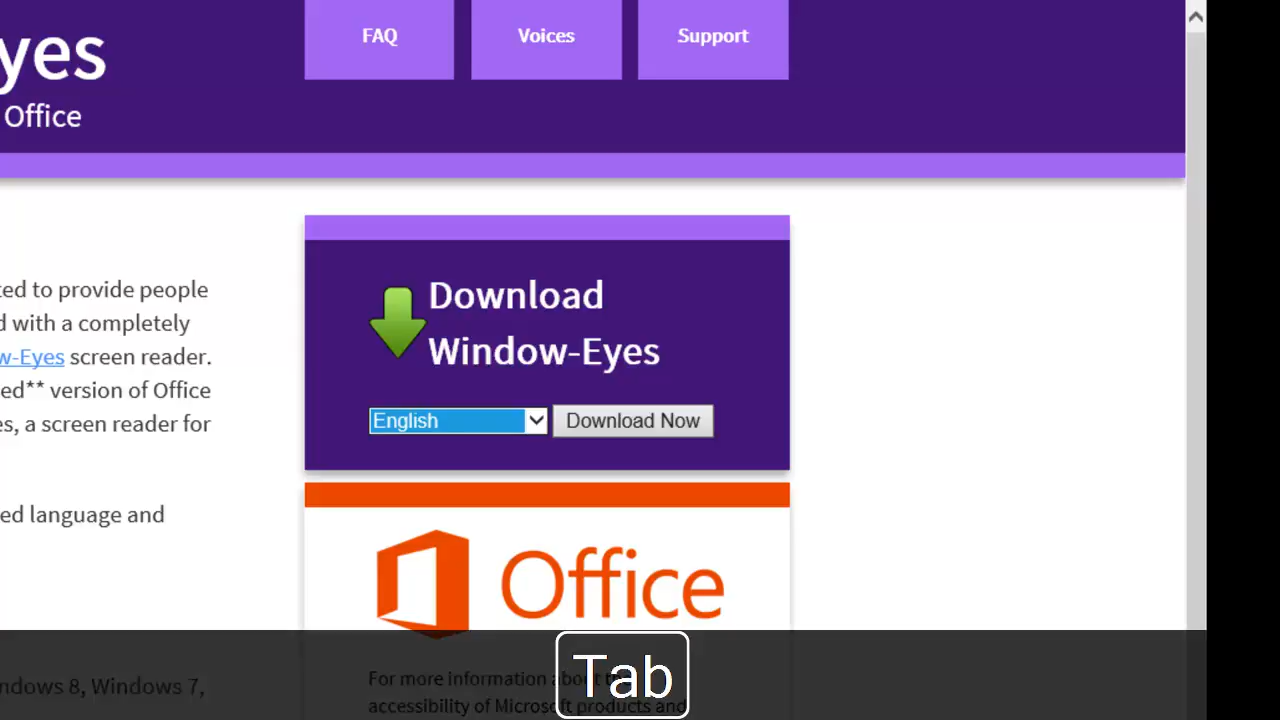 FAQ Voices Support
yes
Office
ted to provide people
d with a completely
w-Eyes screen reader.
ed** version of Office
es, a screen reader for
ed language and
ndows 8, Windows 7,
Download
Window-Eyes
English Download Now
Office
For more information about
accessibility of Microsoft products and
Tab